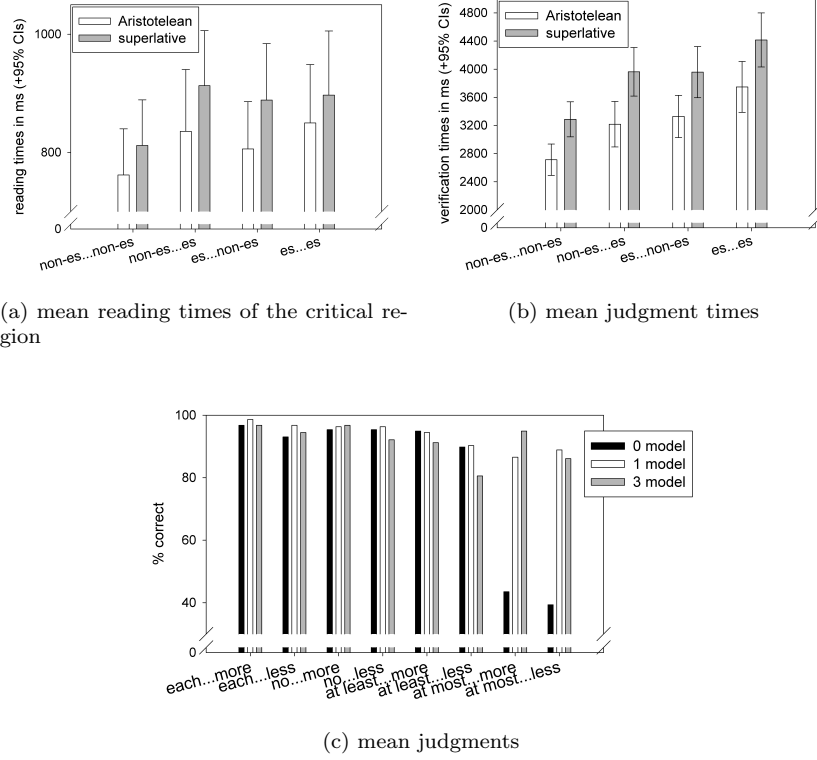 Aristotelean
superlative
reading times in ms (+95% CIs)
1000
800
0
non-es...non-es
non-es...es
es...non-es
es...es
(a) mean reading times of the critical re-
gion
Aristotelean
superlative
verification times in ms (+95% CIs)
4800
4400
4000
3600
3200
2800
2400
2000
0
non-es...non-es
non-es...es
es...non-es
es...es
(b) mean judgment times
0 model
1 model
3 model
% correct
100
80
60
40
0
each...more
each...less
no...more
no...less
at least...more
at least...less
at most...more
at most...less
(c) mean judgments